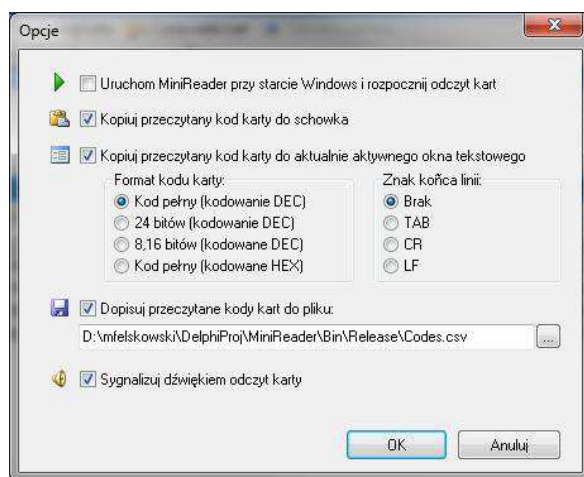 Opcje
Uruchom MiniReader przy starcie Windows i rozpocznij odczyt kart
Kopiuj przeczytany kod karty do schowka
Kopiuj przeczytany kod karty do aktualnie aktywnego okna tekstowego
Format kodu karty:
Kod pełny (kodowanie DEC)
24 bitów (kodowanie DEC)
8,16 bitów (kodowane DEC)
Kod pełny (kodowane HEX)
Znak końca linii:
Brak
TAB
CR
LF
Dopisuj przeczytane kody kart do pliku:
D:\mfelskowski\DelphiProj\MiniReader\Bin\Release\Codes.csv
...
Sygnalizuj dźwiękiem odczyt karty
OK
Anuluj